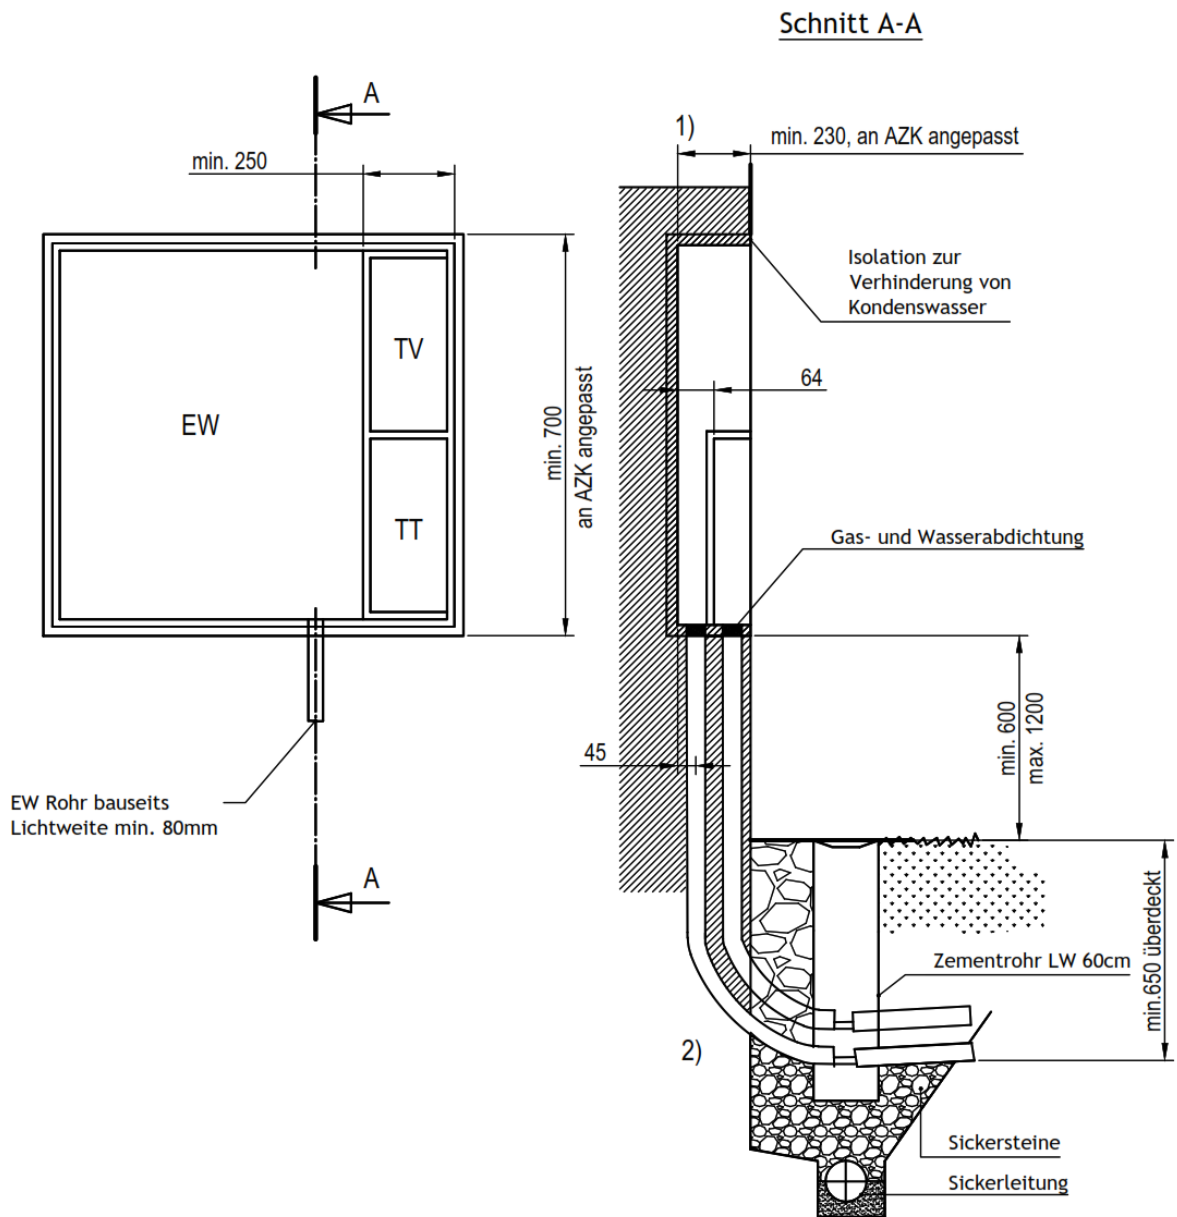 Schnitt A-A
A
min. 250
1)
min. 230, an AZK angepasst
Isolation zur
Verhinderung von
Kondenswasser
TV
64
EW
min. 700
an AZK angepasst
TT
Gas- und Wasserabdichtung
45
min. 600
max. 1200
EW Rohr bauseits
Lichtweite min. 80mm
A
min.650 überdeckt
Zementrohr LW 60cm
2)
Sickersteine
Sickerleitung